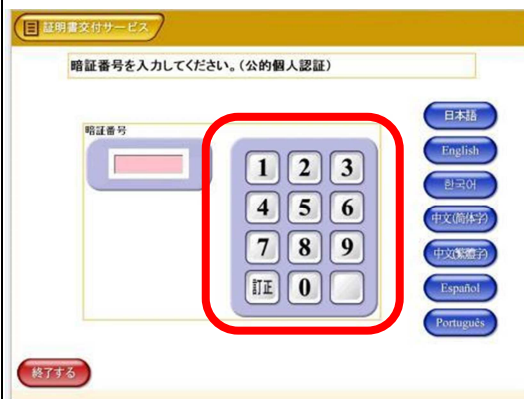 証明書交付サービス
暗証番号を入力してください。(公的個人認証)
暗証番号
1 2 3
4 5 6
7 8 9
訂正 0
日本語
English
한국어
中文(简体字)
中文(繁體字)
Español
Português
終了する